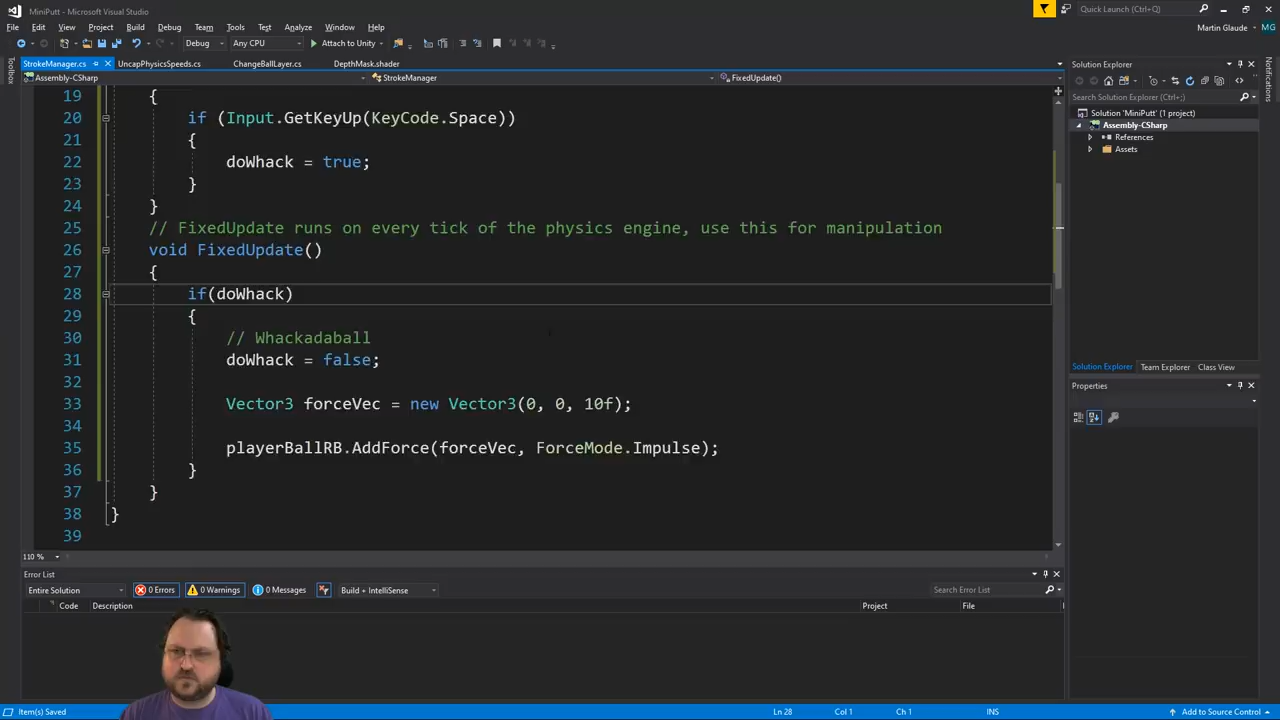 MiniPutt - Microsoft Visual Studio
Quick Launch (Ctrl+Q)
File Edit View Project Build Debug Team Tools Test Analyze Window Help
Martin Glaude MG
Debug Any CPU Attach to Unity
StrokeManager.cs UncapPhysicsSpeeds.cs ChangeBallLayer.cs DepthMask.shader
Assembly-CSharp StrokeManager FixedUpdate()
Toolbox
19 {
20 if (Input.GetKeyUp(KeyCode.Space))
21 {
22 doWhack = true;
23 }
24 }
25 // FixedUpdate runs on every tick of the physics engine, use this for manipulation
26 void FixedUpdate()
27 {
28 if(doWhack)
29 {
30 // Whackadaball
31 doWhack = false;
32
33 Vector3 forceVec = new Vector3(0, 0, 10f);
34
35 playerBallRB.AddForce(forceVec, ForceMode.Impulse);
36 }
37 }
38 }
39
110 %
Solution Explorer
Search Solution Explorer (Ctrl+;)
Solution 'MiniPutt' (1 project)
Assembly-CSharp
References
Assets
Solution Explorer Team Explorer Class View
Properties
Notifications
Error List
Entire Solution 0 Errors 0 Warnings 0 Messages Build + IntelliSense Search Error List
Code Description Project File
Item(s) Saved Ln 28 Col 1 Ch 1 INS Add to Source Control